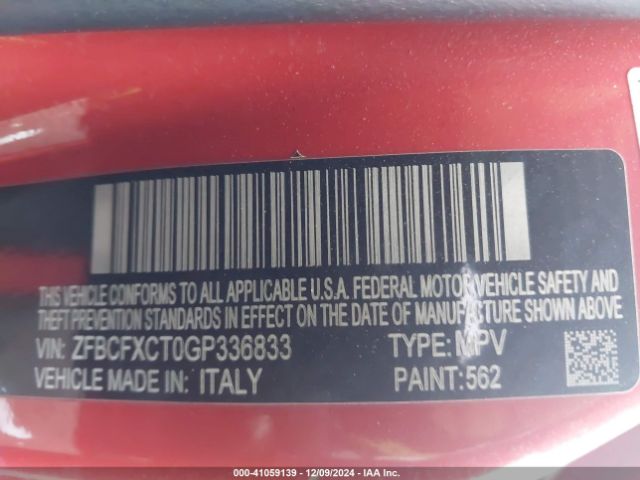 THIS VEHICLE CONFORMS TO ALL APPLICABLE U.S.A. FEDERAL MOTOR VEHICLE SAFETY AND
THEFT PREVENTION STANDARDS IN EFFECT ON THE DATE OF MANUFACTURE SHOWN ABOVE
VIN: ZFBCFXCT0GP336833 TYPE: MPV
VEHICLE MADE IN: ITALY PAINT:562
000-41059139 - 12/09/2024 - IAAI.COM